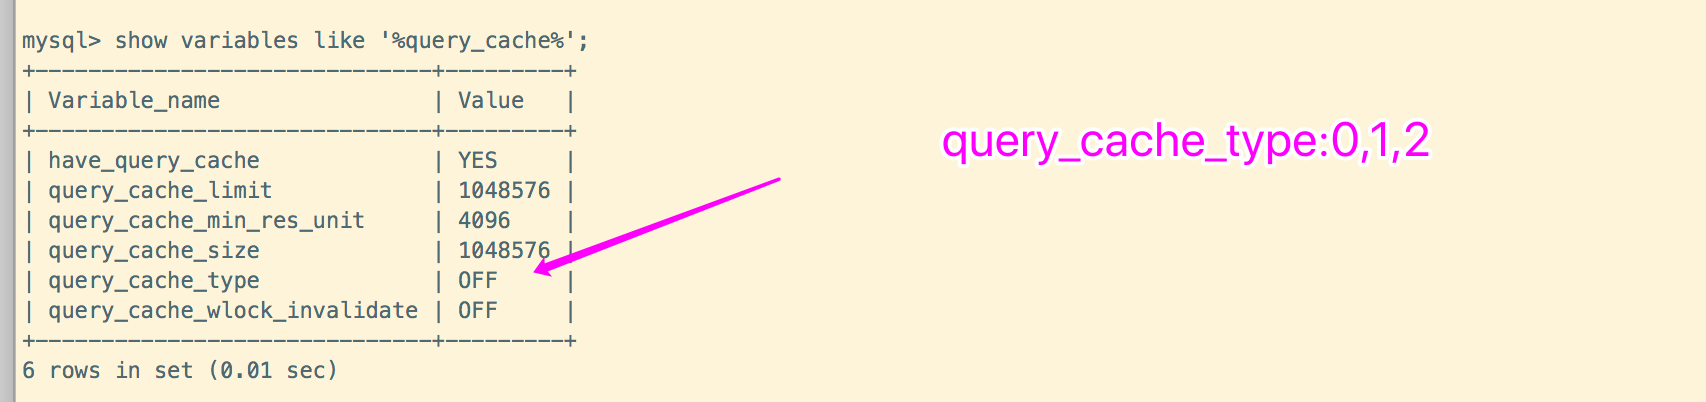 mysql> show variables like '%query_cache%';
+------------------------------+---------+
| Variable_name                | Value   |
+------------------------------+---------+
| have_query_cache             | YES     |
| query_cache_limit            | 1048576 |
| query_cache_min_res_unit     | 4096    |
| query_cache_size             | 1048576 |
| query_cache_type             | OFF     |
| query_cache_wlock_invalidate | OFF     |
+------------------------------+---------+
6 rows in set (0.01 sec)
query_cache_type:0,1,2